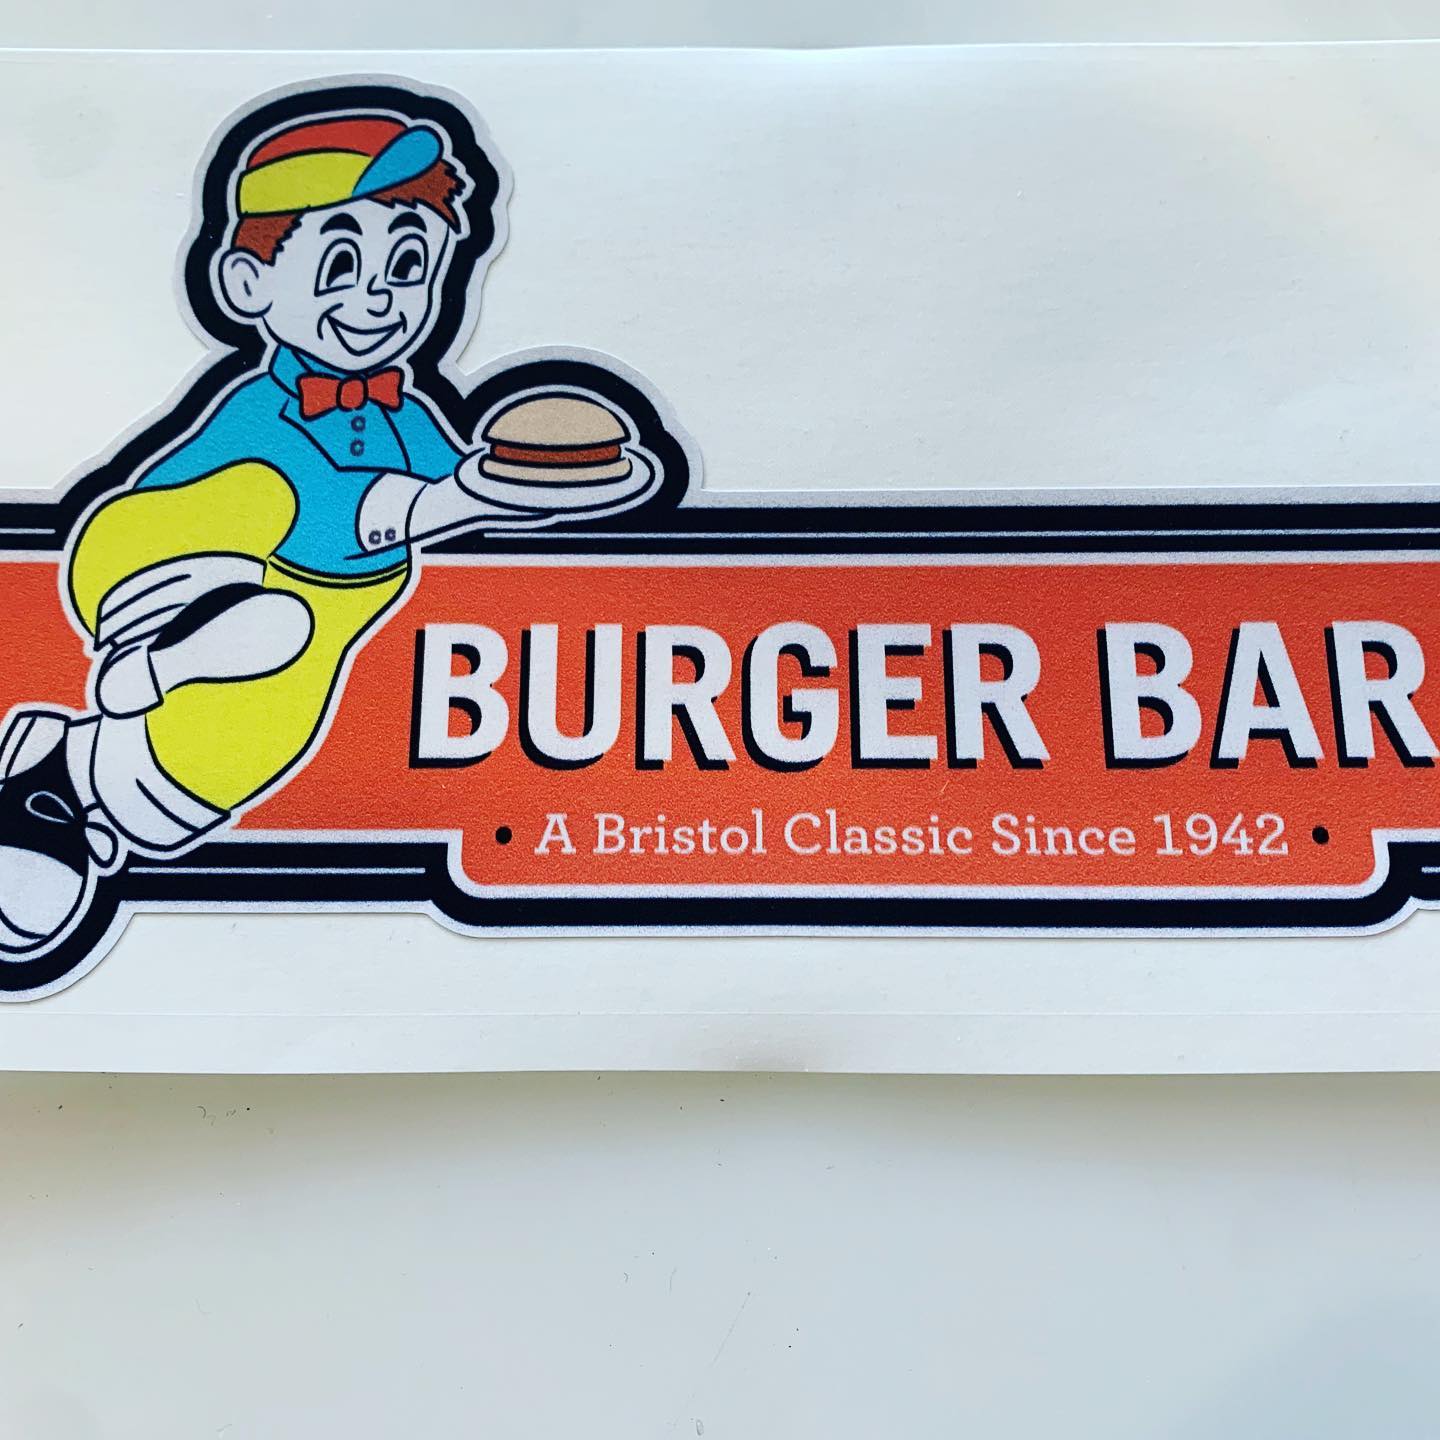 BURGER BAR
• A Bristol Classic Since 1942 •